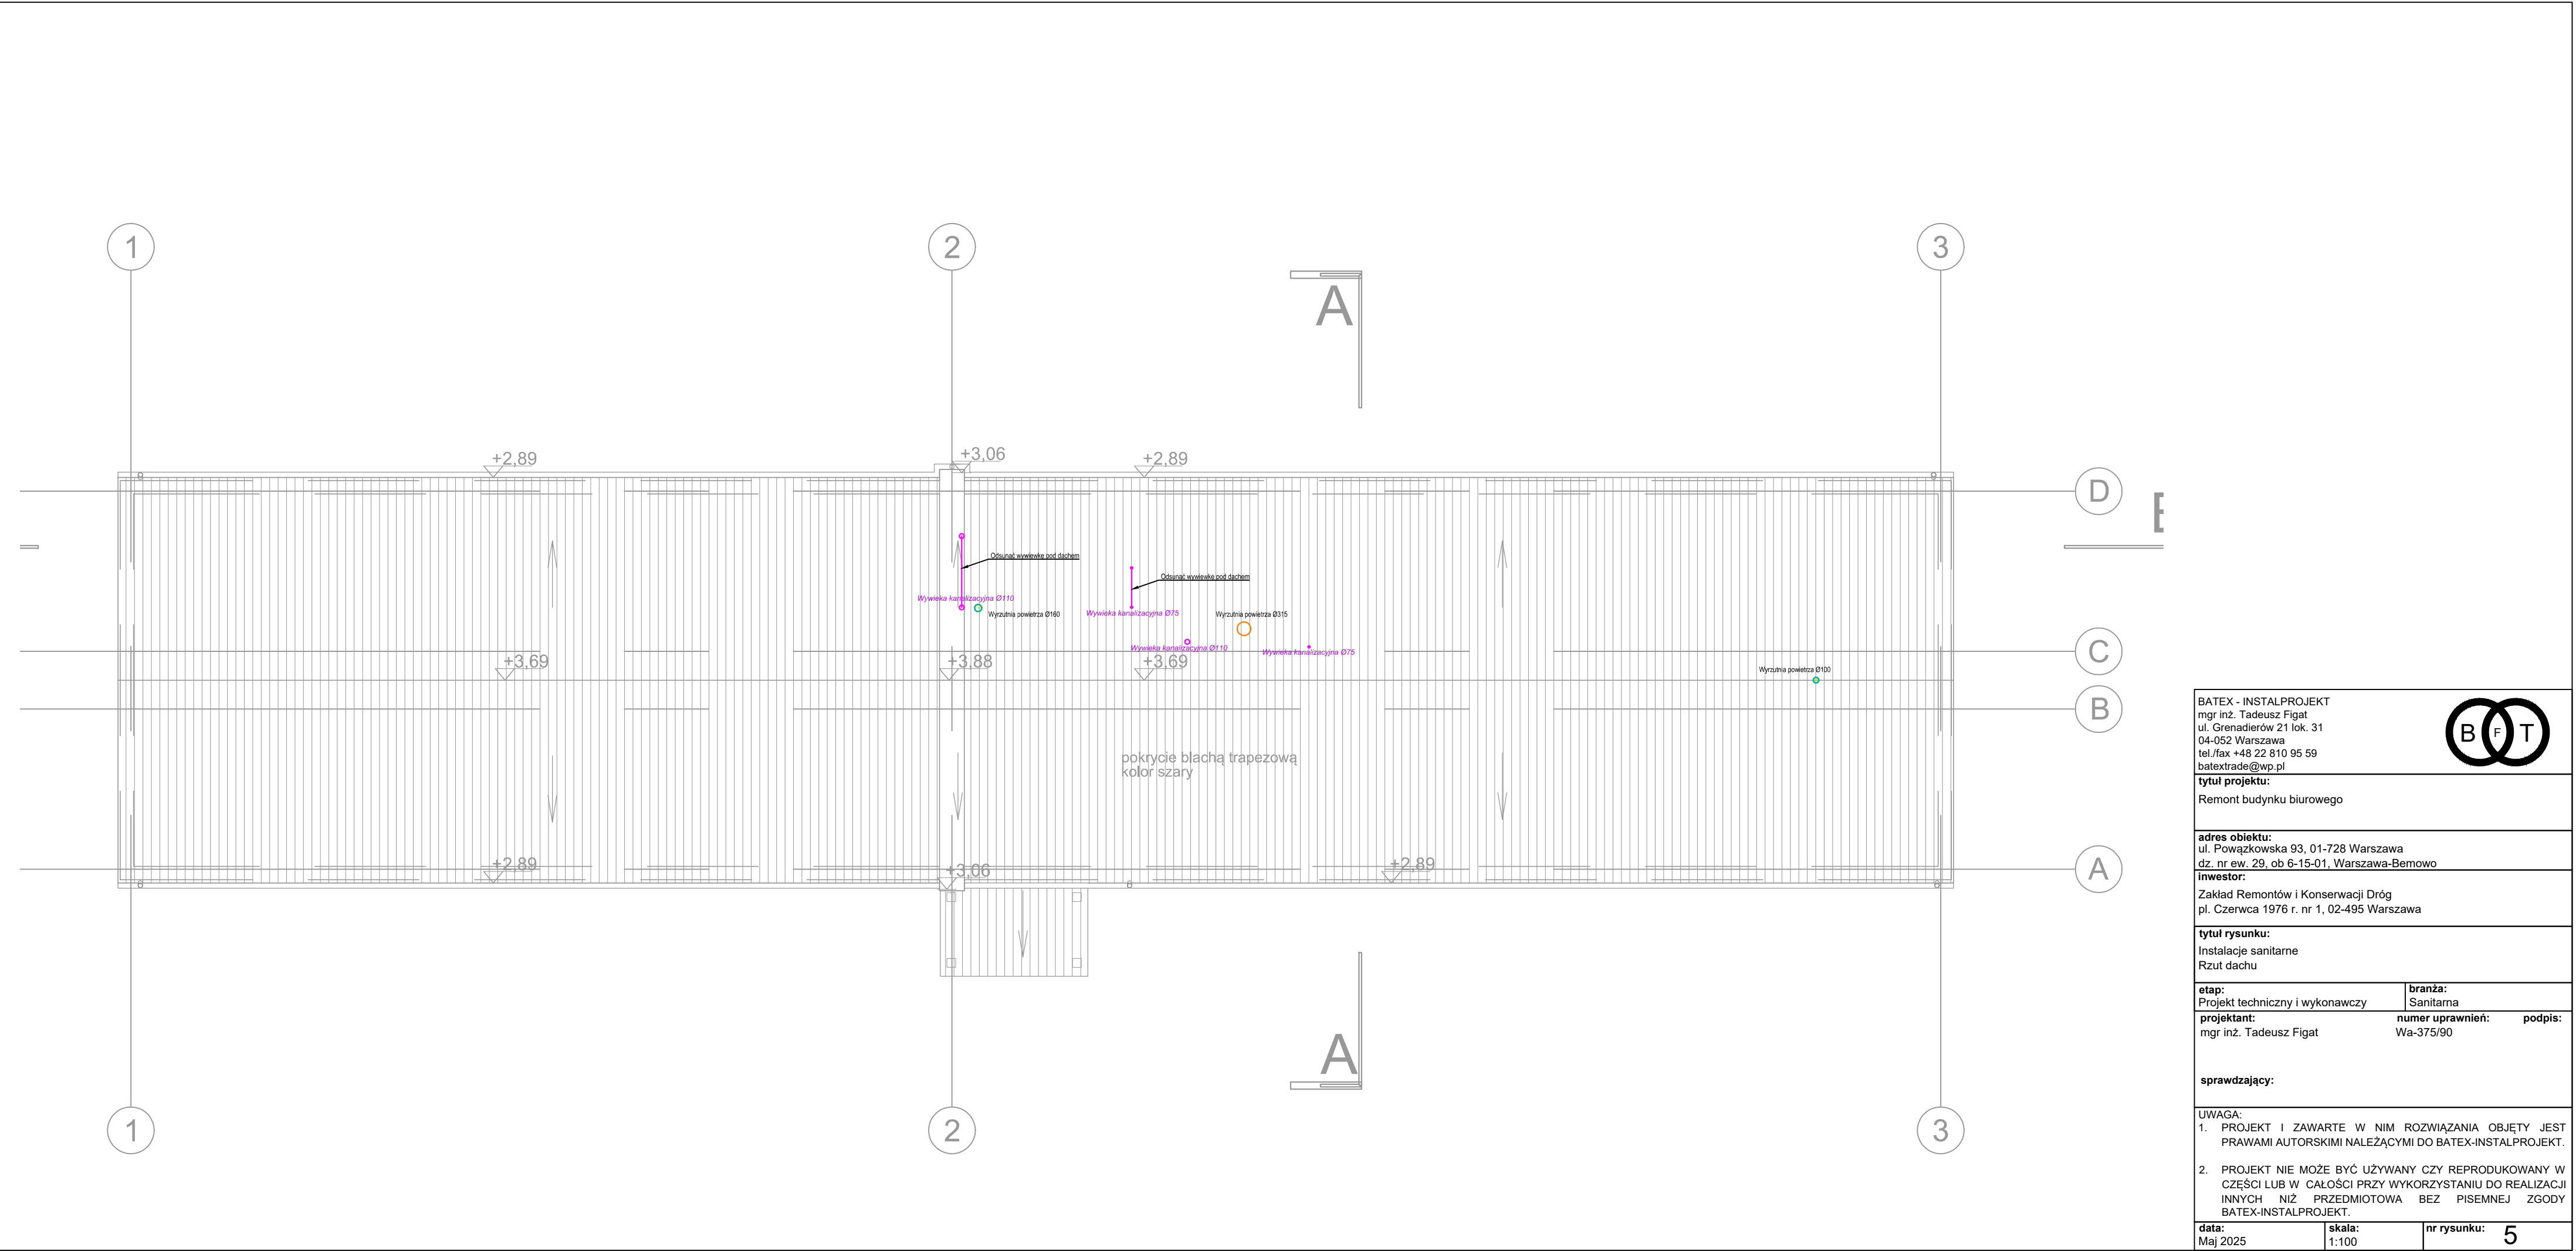 1
2
3
A
+2,89
+3,06
+2,89
D
Odsunąć wywiewkę pod dachem
Odsunąć wywiewkę pod dachem
Wywieka kanalizacyjna Ø110
Wyrzutnia powietrza Ø160
Wywieka kanalizacyjna Ø75
Wyrzutnia powietrza Ø315
Wywieka kanalizacyjna Ø110
Wywieka kanalizacyjna Ø75
C
+3,69
+3,88
+3,69
Wyrzutnia powietrza Ø100
B
pokrycie blachą trapezową
kolor szary
+2,89
+3,06
+2,89
A
A
1
2
3
BATEX - INSTALPROJEKT
mgr inż. Tadeusz Figat
ul. Grenadierów 21 lok. 31
04-052 Warszawa
tel./fax +48 22 810 95 59
batextrade@wp.pl
B F T
tytuł projektu:
Remont budynku biurowego
adres obiektu:
ul. Powązkowska 93, 01-728 Warszawa
dz. nr ew. 29, ob 6-15-01, Warszawa-Bemowo
inwestor:
Zakład Remontów i Konserwacji Dróg
pl. Czerwca 1976 r. nr 1, 02-495 Warszawa
tytuł rysunku:
Instalacje sanitarne
Rzut dachu
etap: branża:
Projekt techniczny i wykonawczy Sanitarna
projektant: numer uprawnień: podpis:
mgr inż. Tadeusz Figat Wa-375/90
sprawdzający:
UWAGA:
1. PROJEKT I ZAWARTE W NIM ROZWIĄZANIA OBJĘTY JEST
PRAWAMI AUTORSKIMI NALEŻĄCYMI DO BATEX-INSTALPROJEKT.
2. PROJEKT NIE MOŻE BYĆ UŻYWANY CZY REPRODUKOWANY W
CZĘŚCI LUB W CAŁOŚCI PRZY WYKORZYSTANIU DO REALIZACJI
INNYCH NIŻ PRZEDMIOTOWA BEZ PISEMNEJ ZGODY
BATEX-INSTALPROJEKT.
data: skala: nr rysunku: 5
Maj 2025 1:100